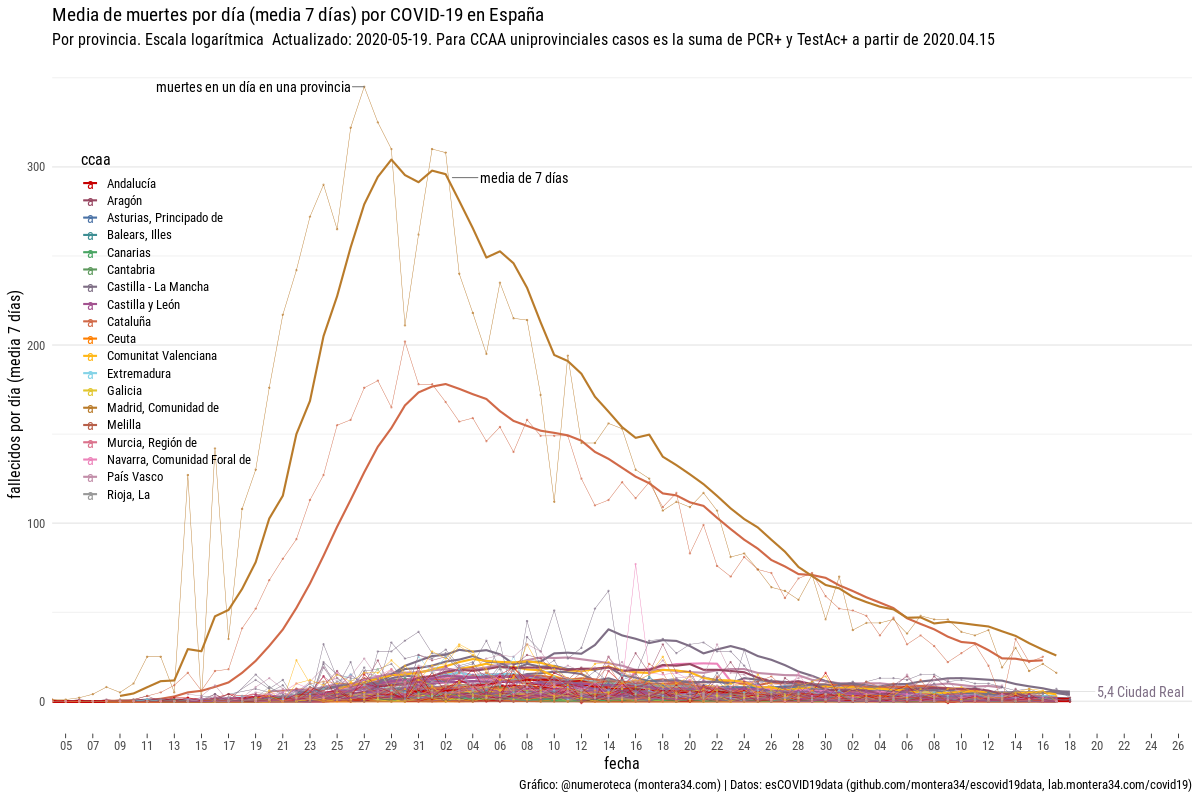 Media de muertes por día (media 7 días) por COVID-19 en España
Por provincia. Escala logarítmica  Actualizado: 2020-05-19. Para CCAA uniprovinciales casos es la suma de PCR+ y TestAc+ a partir de 2020.04.15
muertes en un día en una provincia
media de 7 días
ccaa
Andalucía
Aragón
Asturias, Principado de
Balears, Illes
Canarias
Cantabria
Castilla - La Mancha
Castilla y León
Cataluña
Ceuta
Comunitat Valenciana
Extremadura
Galicia
Madrid, Comunidad de
Melilla
Murcia, Región de
Navarra, Comunidad Foral de
País Vasco
Rioja, La
fallecidos por día (media 7 días)
300
200
100
0
5,4 Ciudad Real
05 07 09 11 13 15 17 19 21 23 25 27 29 31 02 04 06 08 10 12 14 16 18 20 22 24 26 28 30 02 04 06 08 10 12 14 16 18 20 22 24 26
fecha
Gráfico: @numeroteca (montera34.com) | Datos: esCOVID19data (github.com/montera34/escovid19data, lab.montera34.com/covid19)